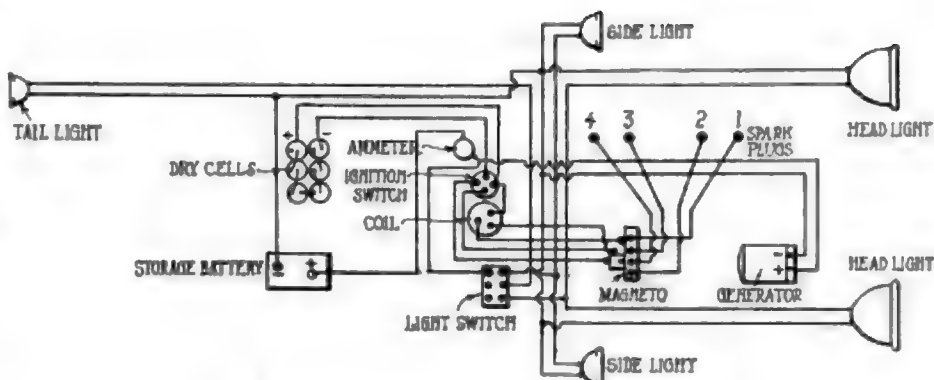 SIDE LIGHT
TAIL LIGHT
4 3 2 1
SPARK
PLUGS
HEAD LIGHT
+ -
DRY CELLS
AMMETER
IGNITION
SWITCH
COIL
STORAGE BATTERY
- +
LIGHT SWITCH
MAGNETO
-
+
GENERATOR
HEAD LIGHT
SIDE LIGHT